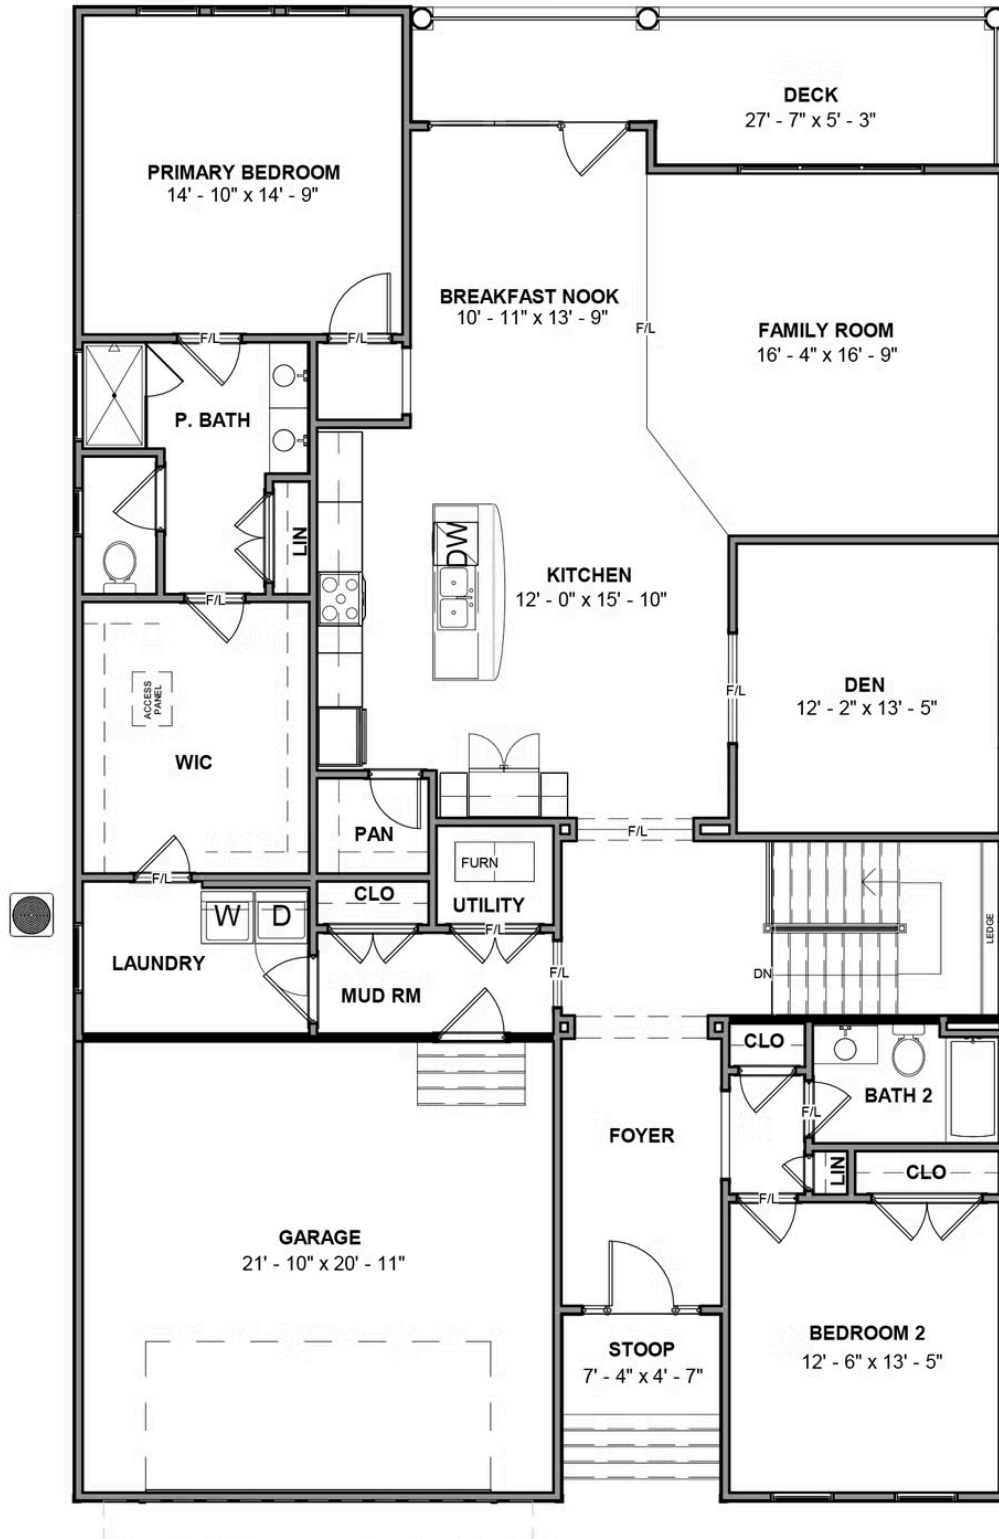 DECK
27' - 7" x 5' - 3"
PRIMARY BEDROOM
14' - 10" x 14' - 9"
BREAKFAST NOOK
10' - 11" x 13' - 9"
F/L
FAMILY ROOM
16' - 4" x 16' - 9"
F/L
F/L
P. BATH
LIN
DW
KITCHEN
12' - 0" x 15' - 10"
F/L
ACCESS
PANEL
WIC
F/L
DEN
12' - 2" x 13' - 5"
PAN
F/L
FURN
UTILITY
F/L
CLO
F/L
W
D
LAUNDRY
MUD RM
F/L
DN
LEDGE
CLO
BATH 2
F/L
FOYER
LIN
CLO
F/L
GARAGE
21' - 10" x 20' - 11"
STOOP
7' - 4" x 4' - 7"
BEDROOM 2
12' - 6" x 13' - 5"